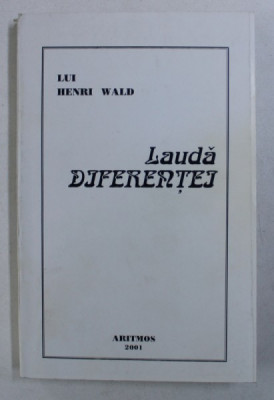 LUI
HENRI WALD
Laudă
DIFERENȚEI
ARITMOS
2001